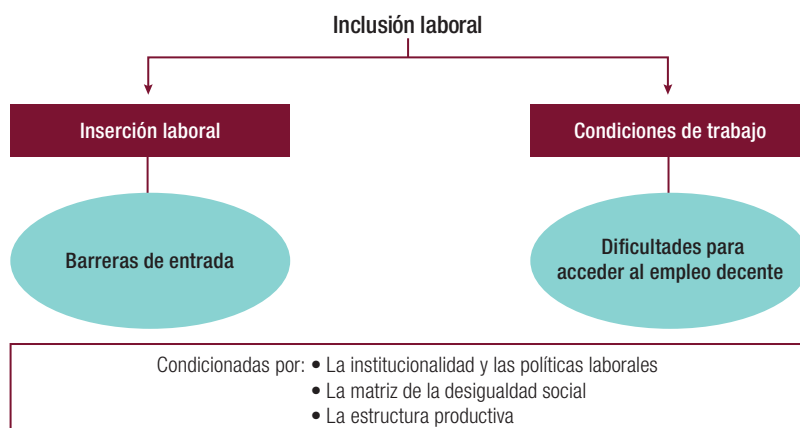 Inclusión laboral
Inserción laboral
Condiciones de trabajo
Barreras de entrada
Dificultades para
acceder al empleo decente
Condicionadas por: • La institucionalidad y las políticas laborales
• La matriz de la desigualdad social
• La estructura productiva